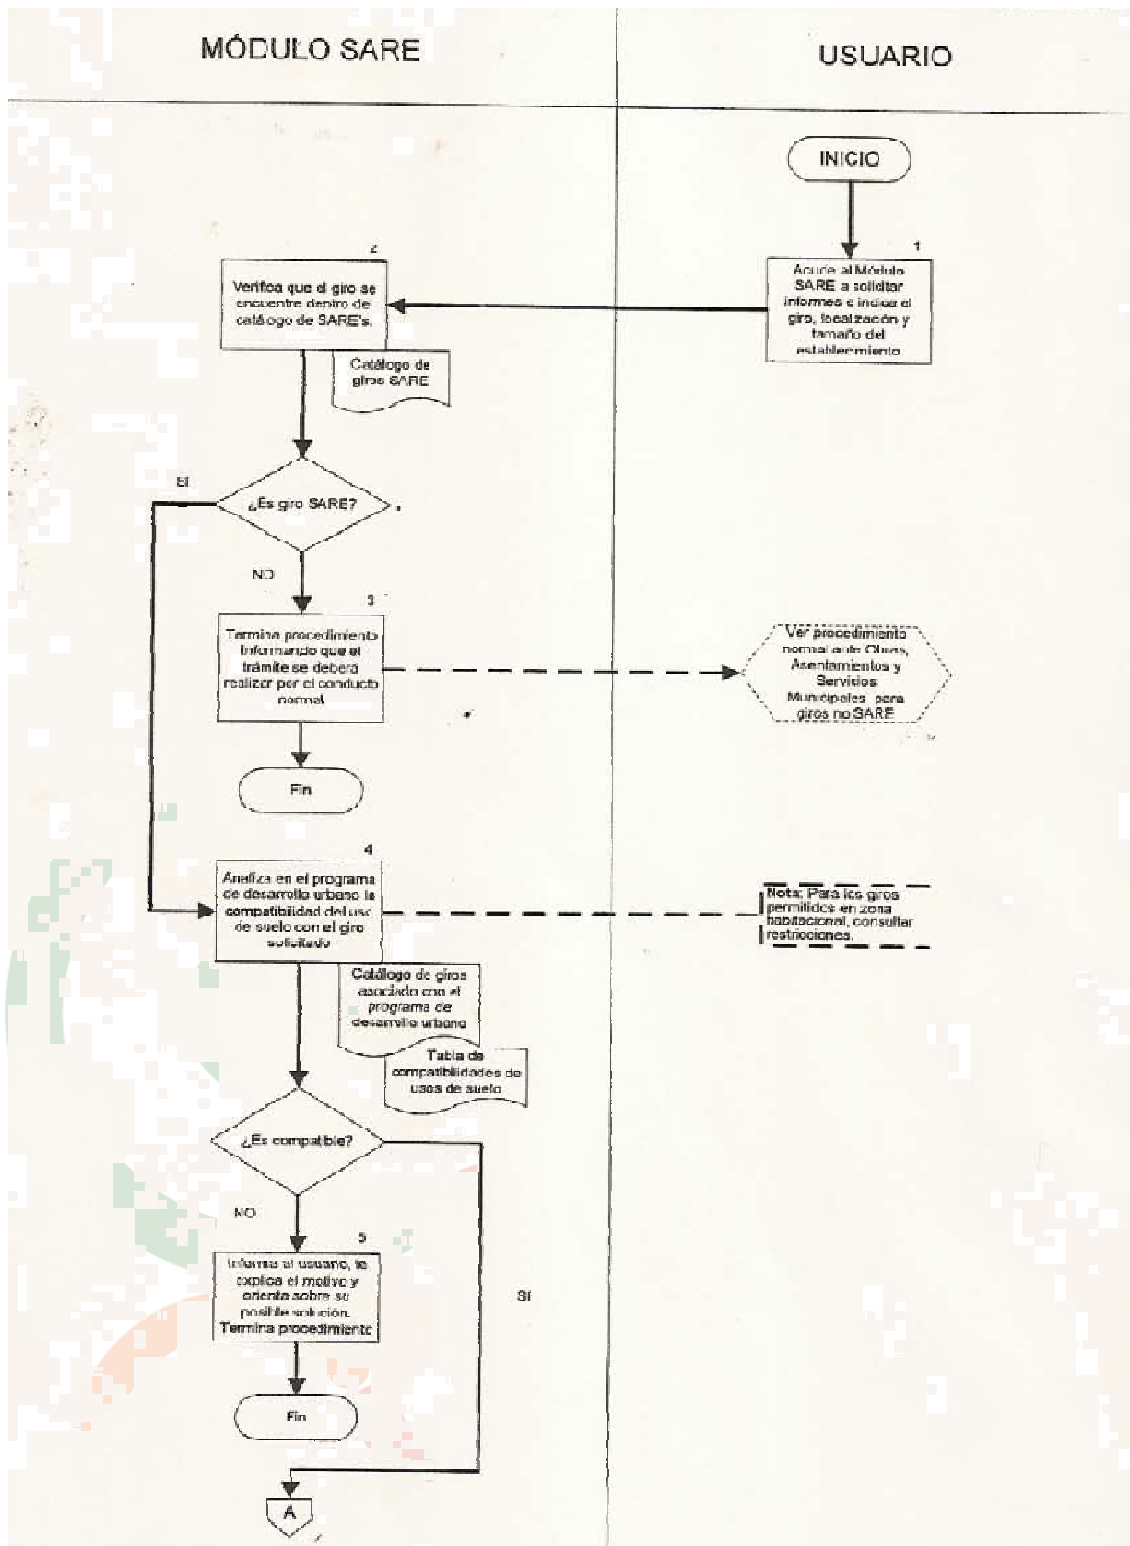 MÓDULO SARE
USUARIO
INICIO
1
Acude al Módulo
SARE a solicitar
informes e indica el
giro, localización y
tamaño del
establecimiento
2
Verifica que el giro se
encuentre dentro de
catálogo de SARE's.
Catálogo de
giros SARE
SÍ
¿Es giro SARE?
NO
3
Termina procedimiento
Informando que el
trámite se deberá
realizar por el conducto
normal
Ver procedimiento
normal ante Obras,
Asentamientos y
Servicios
Municipales para
giros no SARE
Fin
4
Analiza en el programa
de desarrollo urbano la
compatibilidad del uso
de suelo con el giro
solicitado
Nota: Para los giros
permitidos en zona
habitacional, consultar
restricciones.
Catálogo de giros
asociado con el
programa de
desarrollo urbano
Tabla de
compatibilidades de
usos de suelo
¿Es compatible?
NO
5
Informa al usuario, le
explica el motivo y
orienta sobre su
posible solución.
Termina procedimiento
SÍ
Fin
A